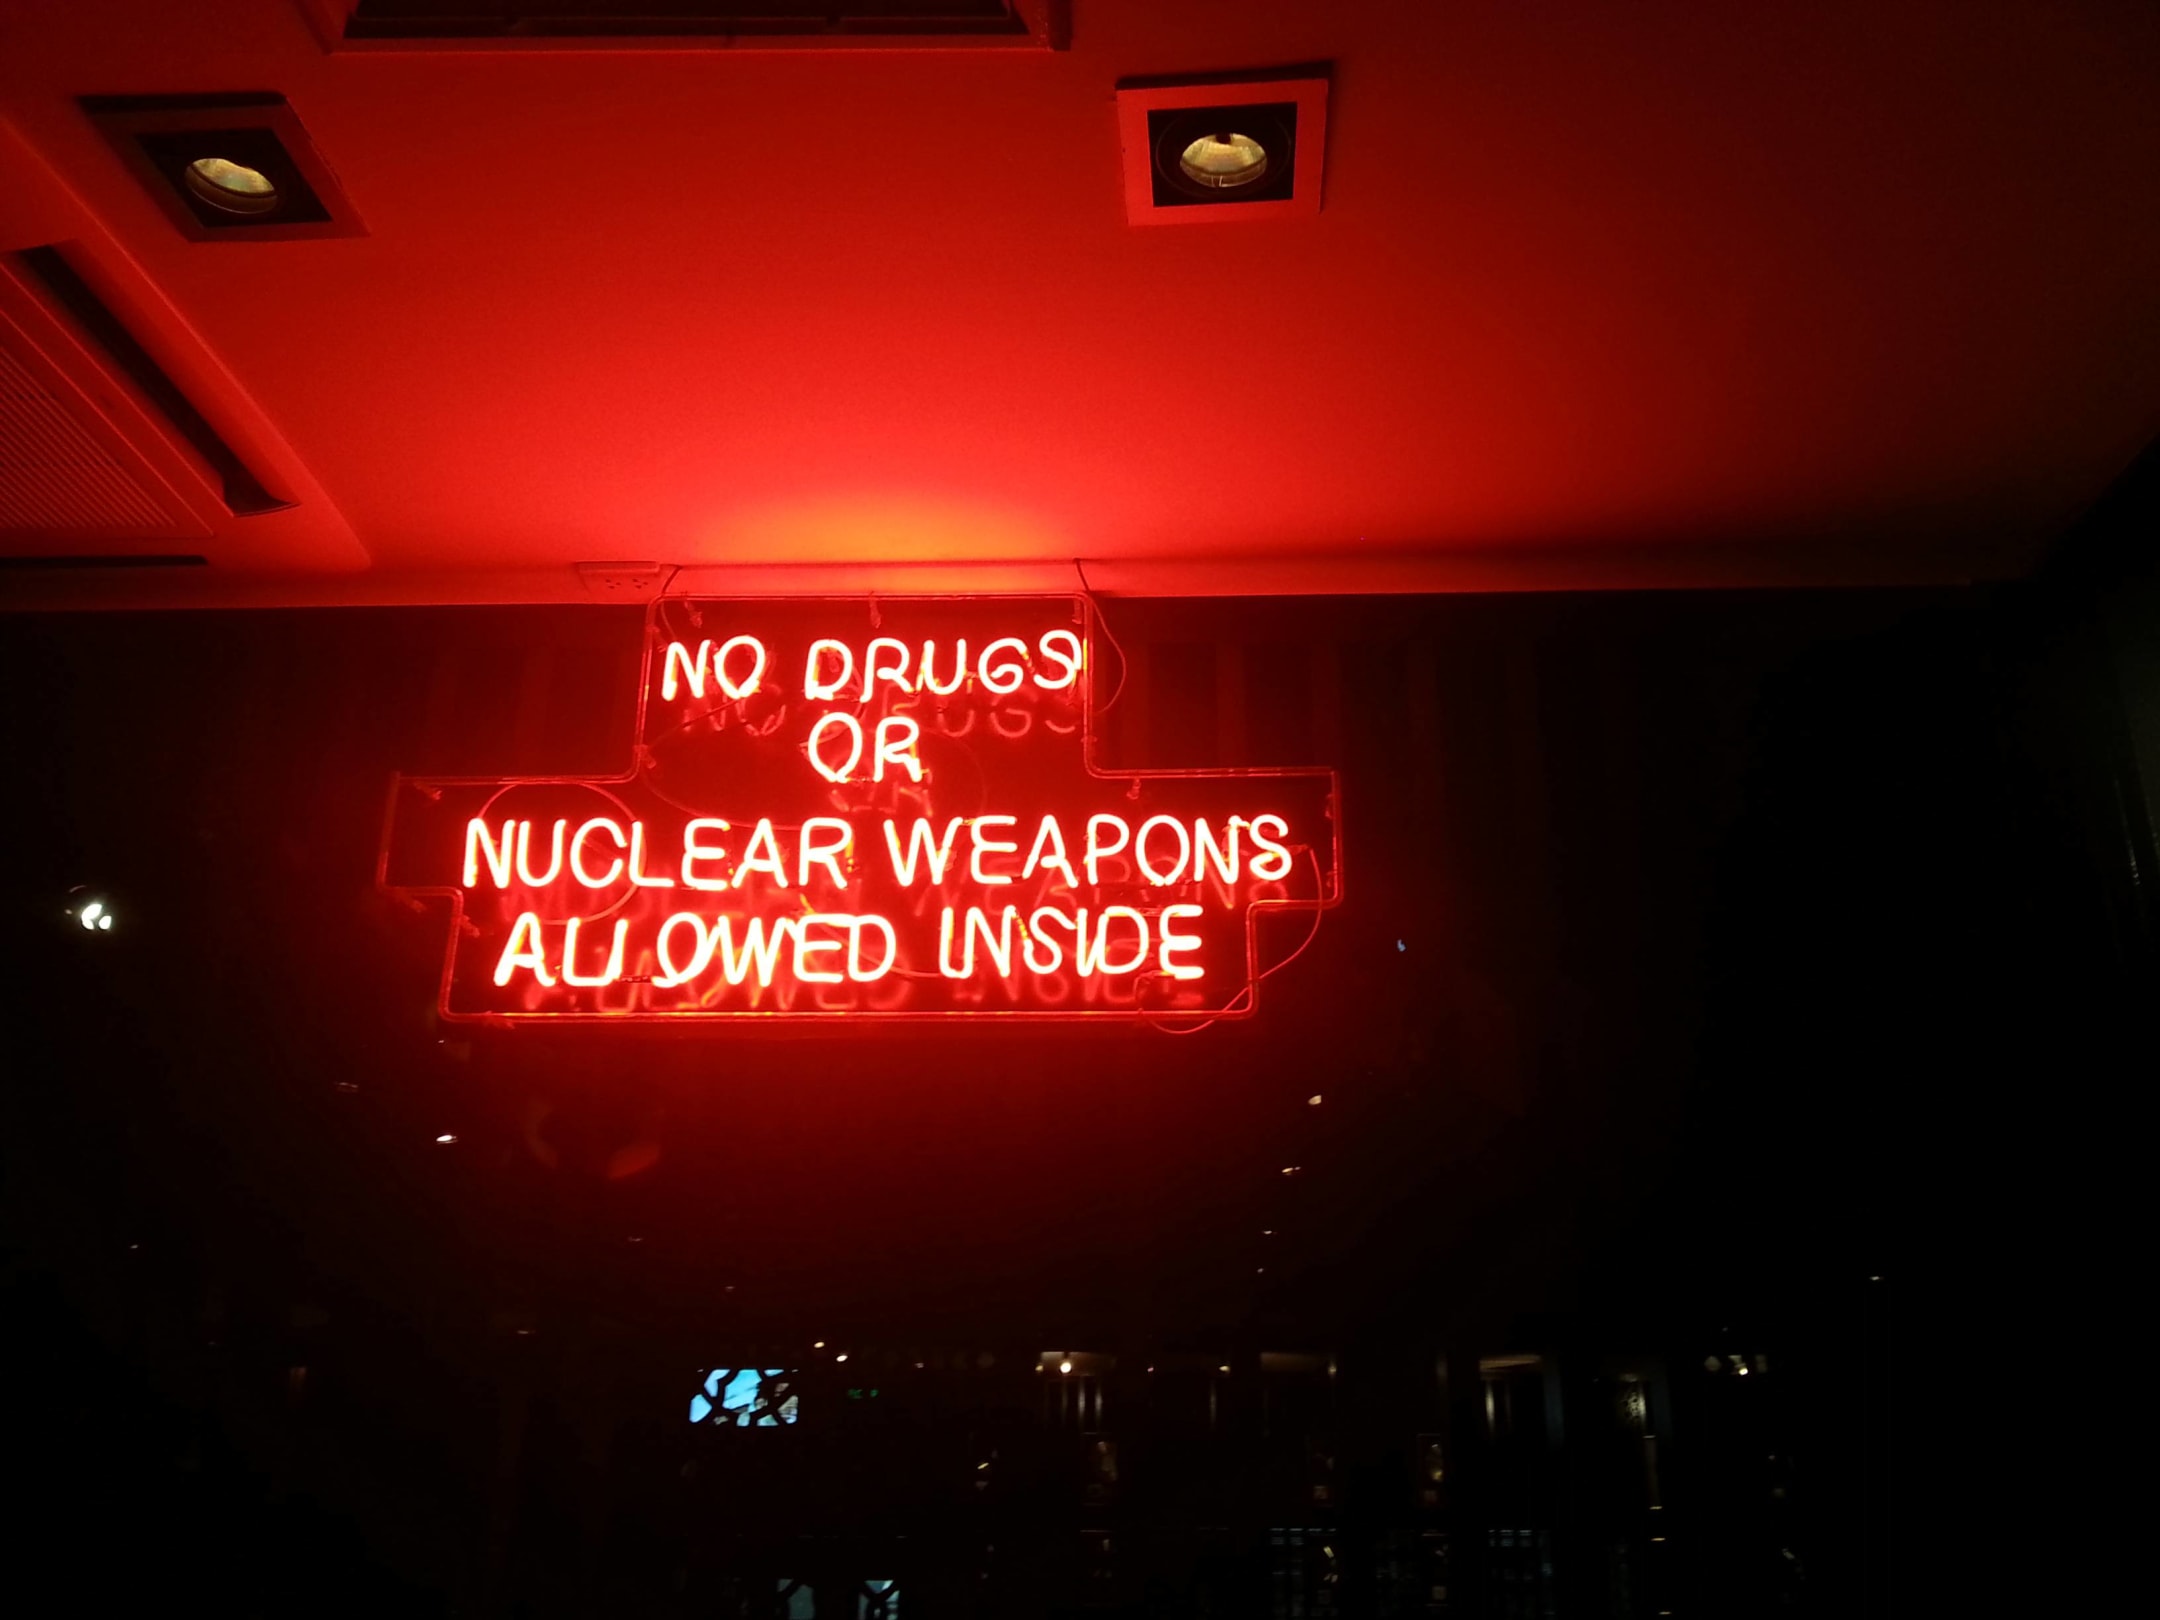 NO DRUGS
OR
NUCLEAR WEAPONS
ALLOWED INSIDE